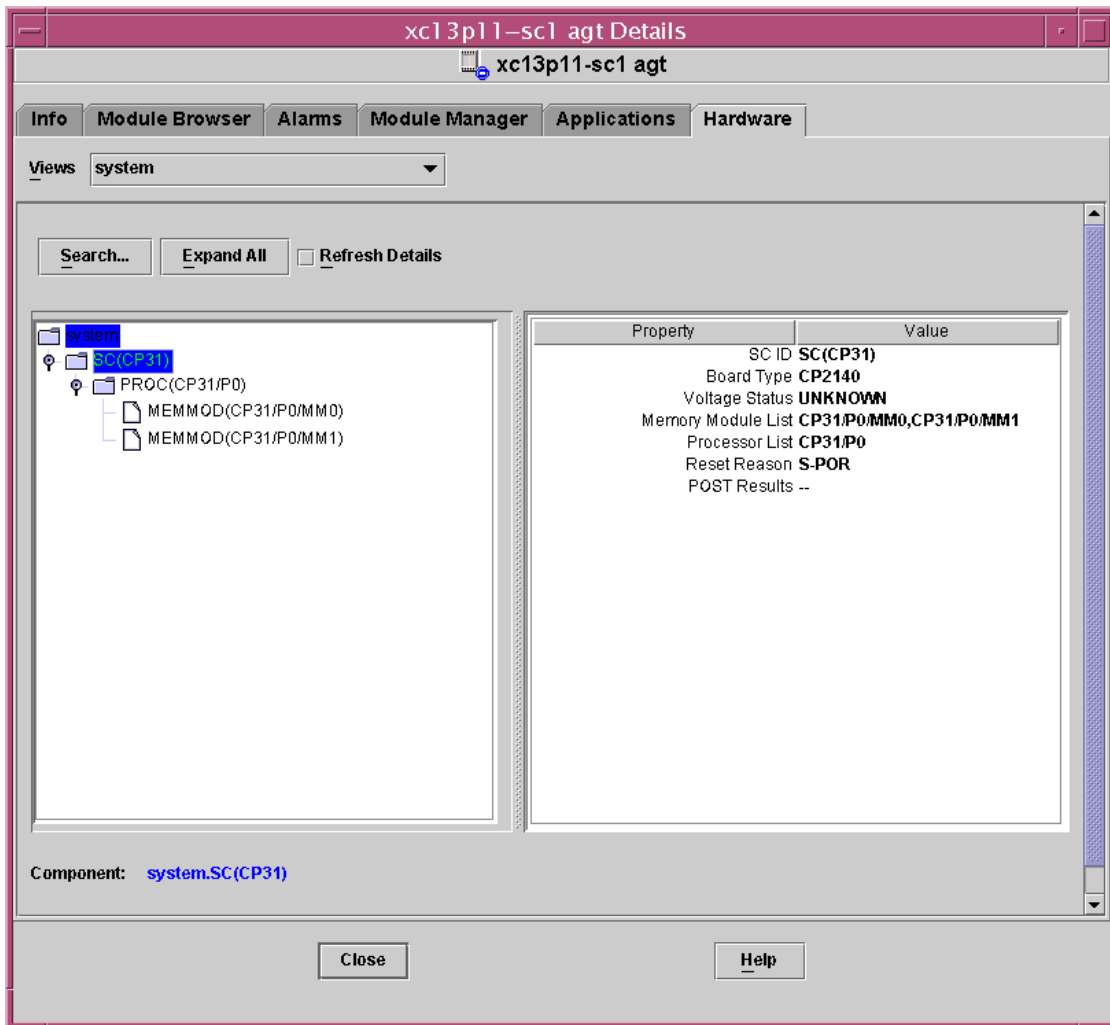 xc13p11-sc1 agt Details
xc13p11-sc1 agt
Info Module Browser Alarms Module Manager Applications Hardware
Views system
Search... Expand All Refresh Details
system
SC(CP31)
PROC(CP31/P0)
MEMMOD(CP31/P0/MM0)
MEMMOD(CP31/P0/MM1)
Property Value
SC ID SC(CP31)
Board Type CP2140
Voltage Status UNKNOWN
Memory Module List CP31/P0/MM0,CP31/P0/MM1
Processor List CP31/P0
Reset Reason S-POR
POST Results --
Component: system.SC(CP31)
Close Help